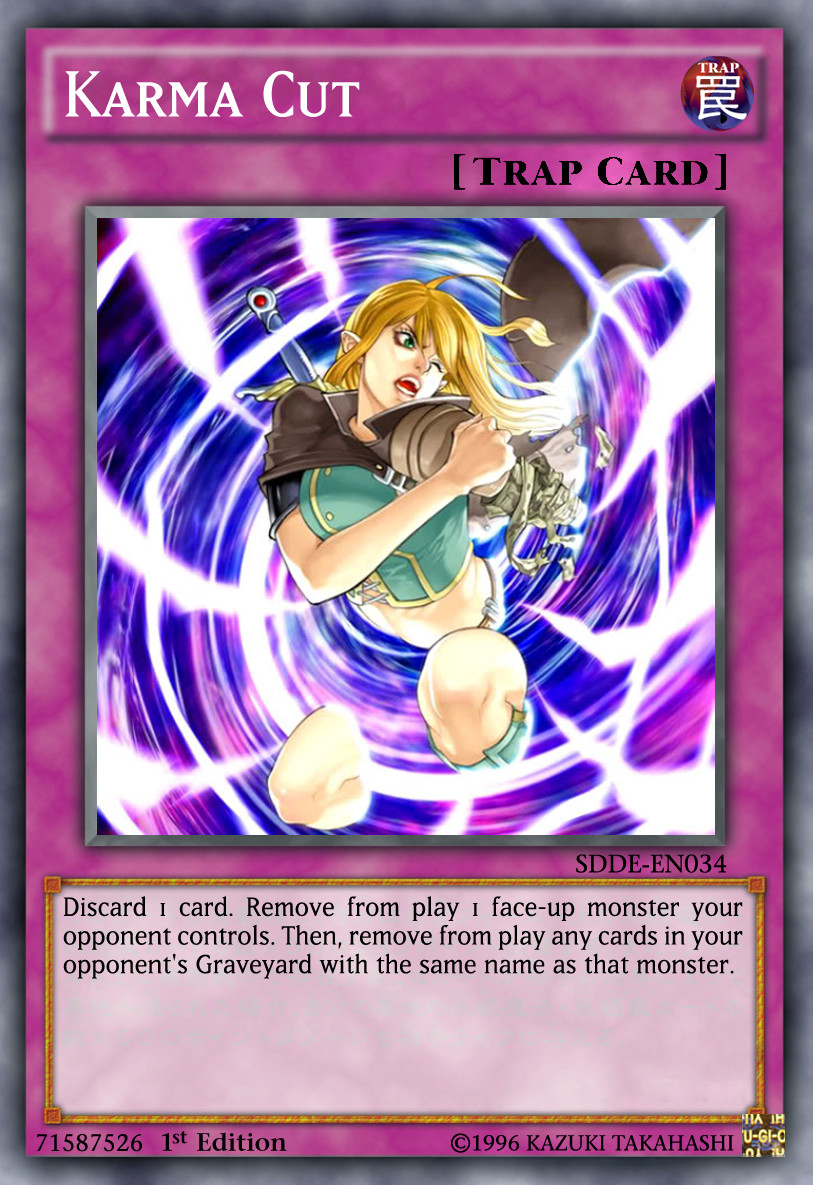 Karma Cut
TRAP
罠
[Trap Card]
SDDE-EN034
Discard 1 card. Remove from play 1 face-up monster your
opponent controls. Then, remove from play any cards in your
opponent's Graveyard with the same name as that monster.
71587526 1st Edition ©1996 KAZUKI TAKAHASHI
U-GI-O